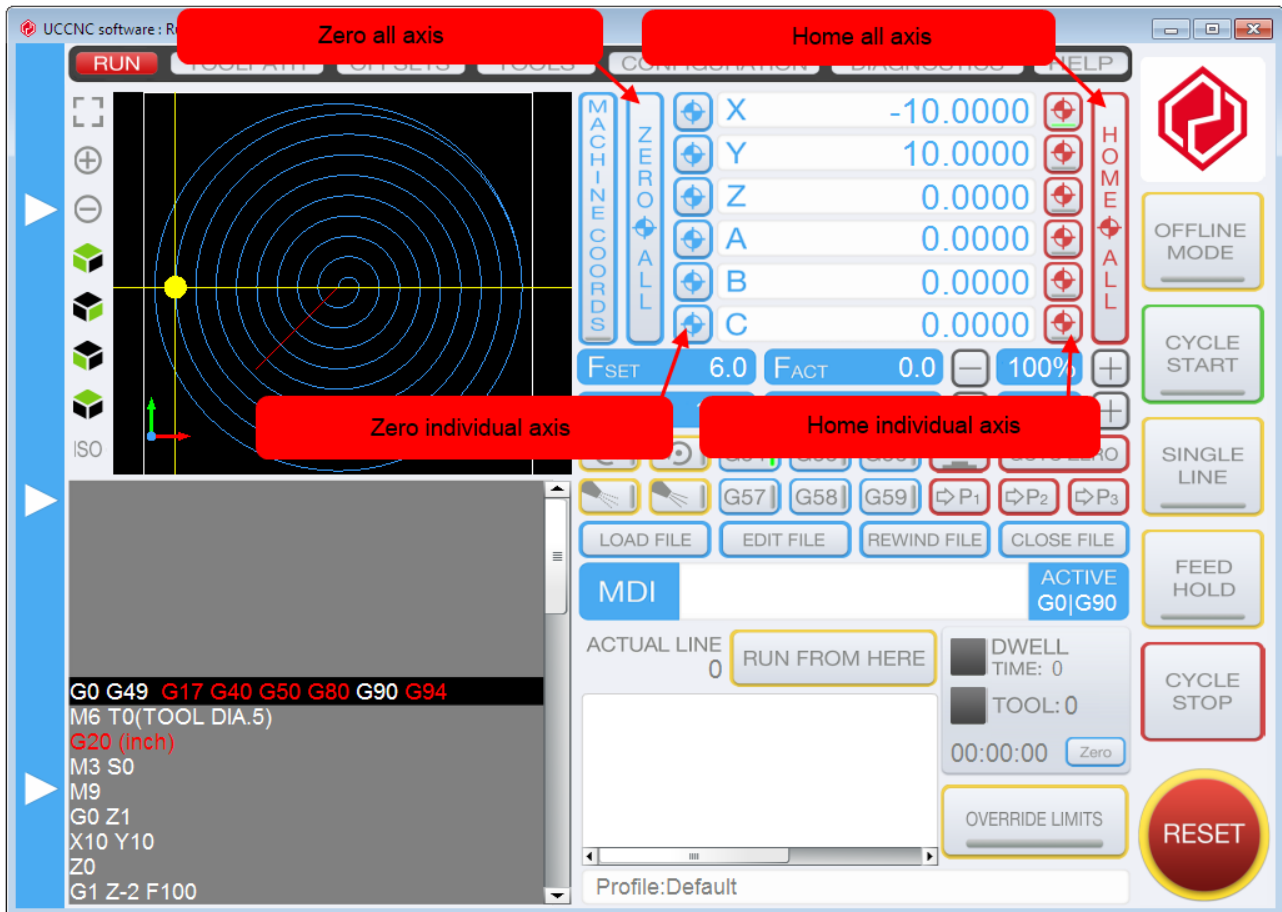 UCCNC software : R
Zero all axis
Home all axis
RUN
TOOLPATH
OFFSETS
TOOLS
CONFIGURATION
DIAGNOSTICS
HELP
ISO
MACHINE COORDS
ZERO ALL
X -10.0000
Y 10.0000
Z 0.0000
A 0.0000
B 0.0000
C 0.0000
HOME ALL
FSET 6.0
FACT 0.0
100%
Zero individual axis
Home individual axis
G57
G58
G59
P1
P2
P3
LOAD FILE
EDIT FILE
REWIND FILE
CLOSE FILE
MDI
ACTIVE
G0|G90
ACTUAL LINE
0
RUN FROM HERE
DWELL
TIME: 0
TOOL: 0
00:00:00
Zero
OVERRIDE LIMITS
Profile:Default
G0 G49 G17 G40 G50 G80 G90 G94
M6 T0(TOOL DIA.5)
G20 (inch)
M3 S0
M9
G0 Z1
X10 Y10
Z0
G1 Z-2 F100
OFFLINE
MODE
CYCLE
START
SINGLE
LINE
FEED
HOLD
CYCLE
STOP
RESET